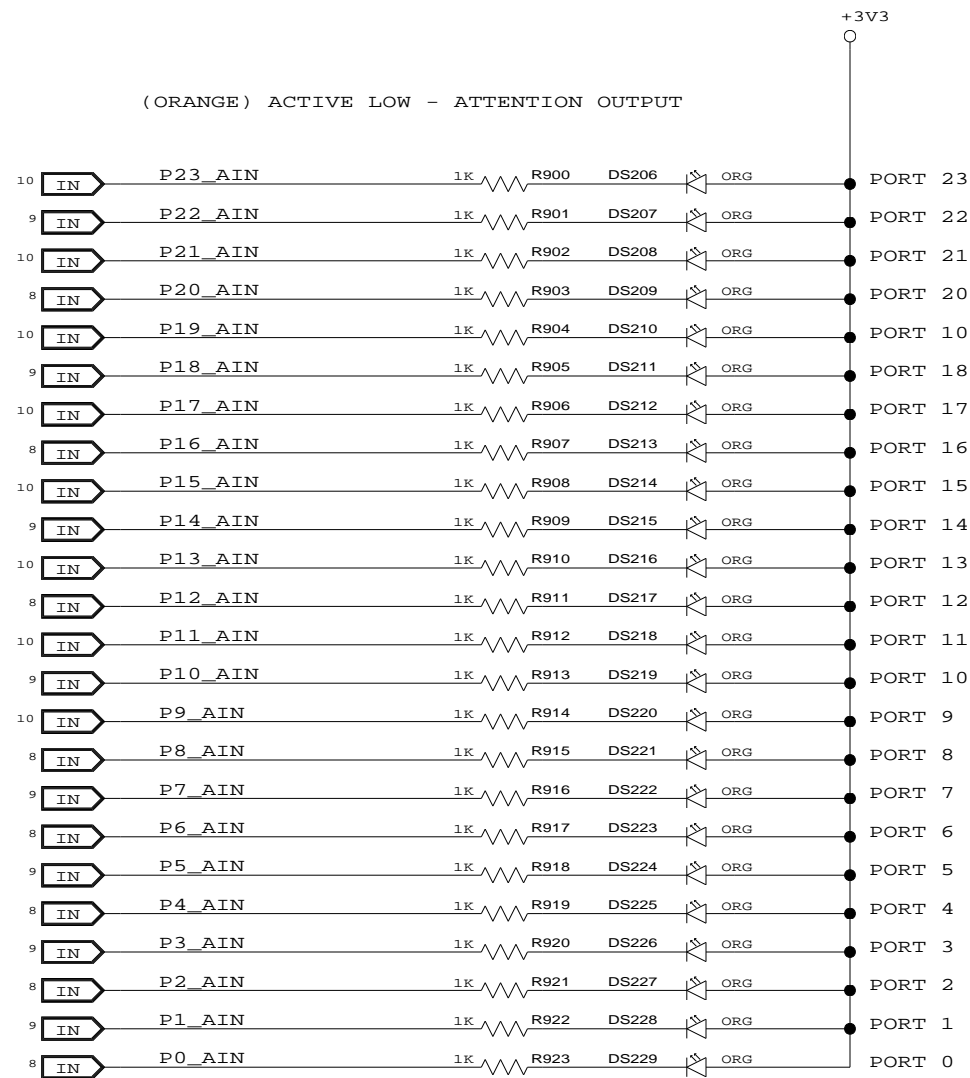 +3V3
(ORANGE) ACTIVE LOW - ATTENTION OUTPUT
10 IN P23_AIN 1K R900 DS206 ORG PORT 23
9 IN P22_AIN 1K R901 DS207 ORG PORT 22
10 IN P21_AIN 1K R902 DS208 ORG PORT 21
8 IN P20_AIN 1K R903 DS209 ORG PORT 20
10 IN P19_AIN 1K R904 DS210 ORG PORT 10
9 IN P18_AIN 1K R905 DS211 ORG PORT 18
10 IN P17_AIN 1K R906 DS212 ORG PORT 17
8 IN P16_AIN 1K R907 DS213 ORG PORT 16
10 IN P15_AIN 1K R908 DS214 ORG PORT 15
9 IN P14_AIN 1K R909 DS215 ORG PORT 14
10 IN P13_AIN 1K R910 DS216 ORG PORT 13
8 IN P12_AIN 1K R911 DS217 ORG PORT 12
10 IN P11_AIN 1K R912 DS218 ORG PORT 11
9 IN P10_AIN 1K R913 DS219 ORG PORT 10
10 IN P9_AIN 1K R914 DS220 ORG PORT 9
8 IN P8_AIN 1K R915 DS221 ORG PORT 8
9 IN P7_AIN 1K R916 DS222 ORG PORT 7
8 IN P6_AIN 1K R917 DS223 ORG PORT 6
9 IN P5_AIN 1K R918 DS224 ORG PORT 5
8 IN P4_AIN 1K R919 DS225 ORG PORT 4
9 IN P3_AIN 1K R920 DS226 ORG PORT 3
8 IN P2_AIN 1K R921 DS227 ORG PORT 2
9 IN P1_AIN 1K R922 DS228 ORG PORT 1
8 IN P0_AIN 1K R923 DS229 ORG PORT 0